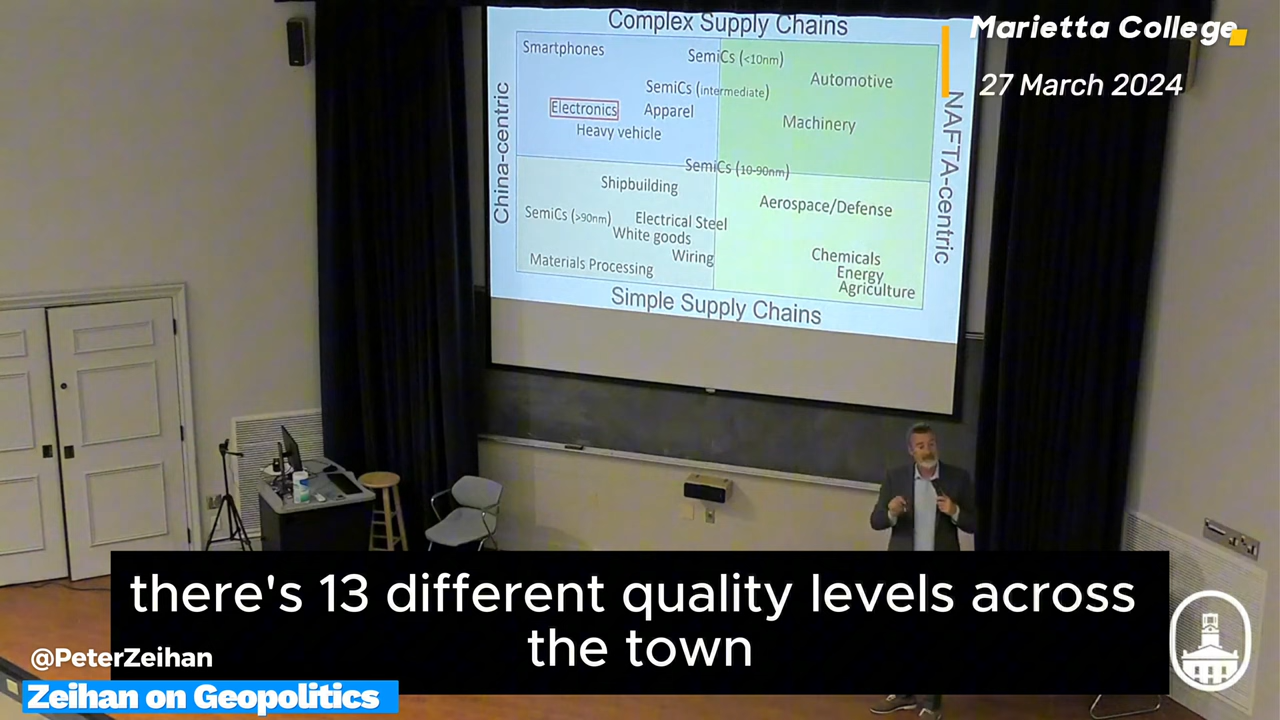 Complex Supply Chains
Marietta College
27 March 2024
Smartphones
SemiCs (<10nm)
Automotive
SemiCs (intermediate)
Electronics
Apparel
Machinery
Heavy vehicle
China-centric
NAFTA-centric
SemiCs (10-90nm)
Shipbuilding
Aerospace/Defense
SemiCs (>90nm)
Electrical Steel
White goods
Wiring
Chemicals
Materials Processing
Energy
Agriculture
Simple Supply Chains
there's 13 different quality levels across
the town
@PeterZeihan
Zeihan on Geopolitics